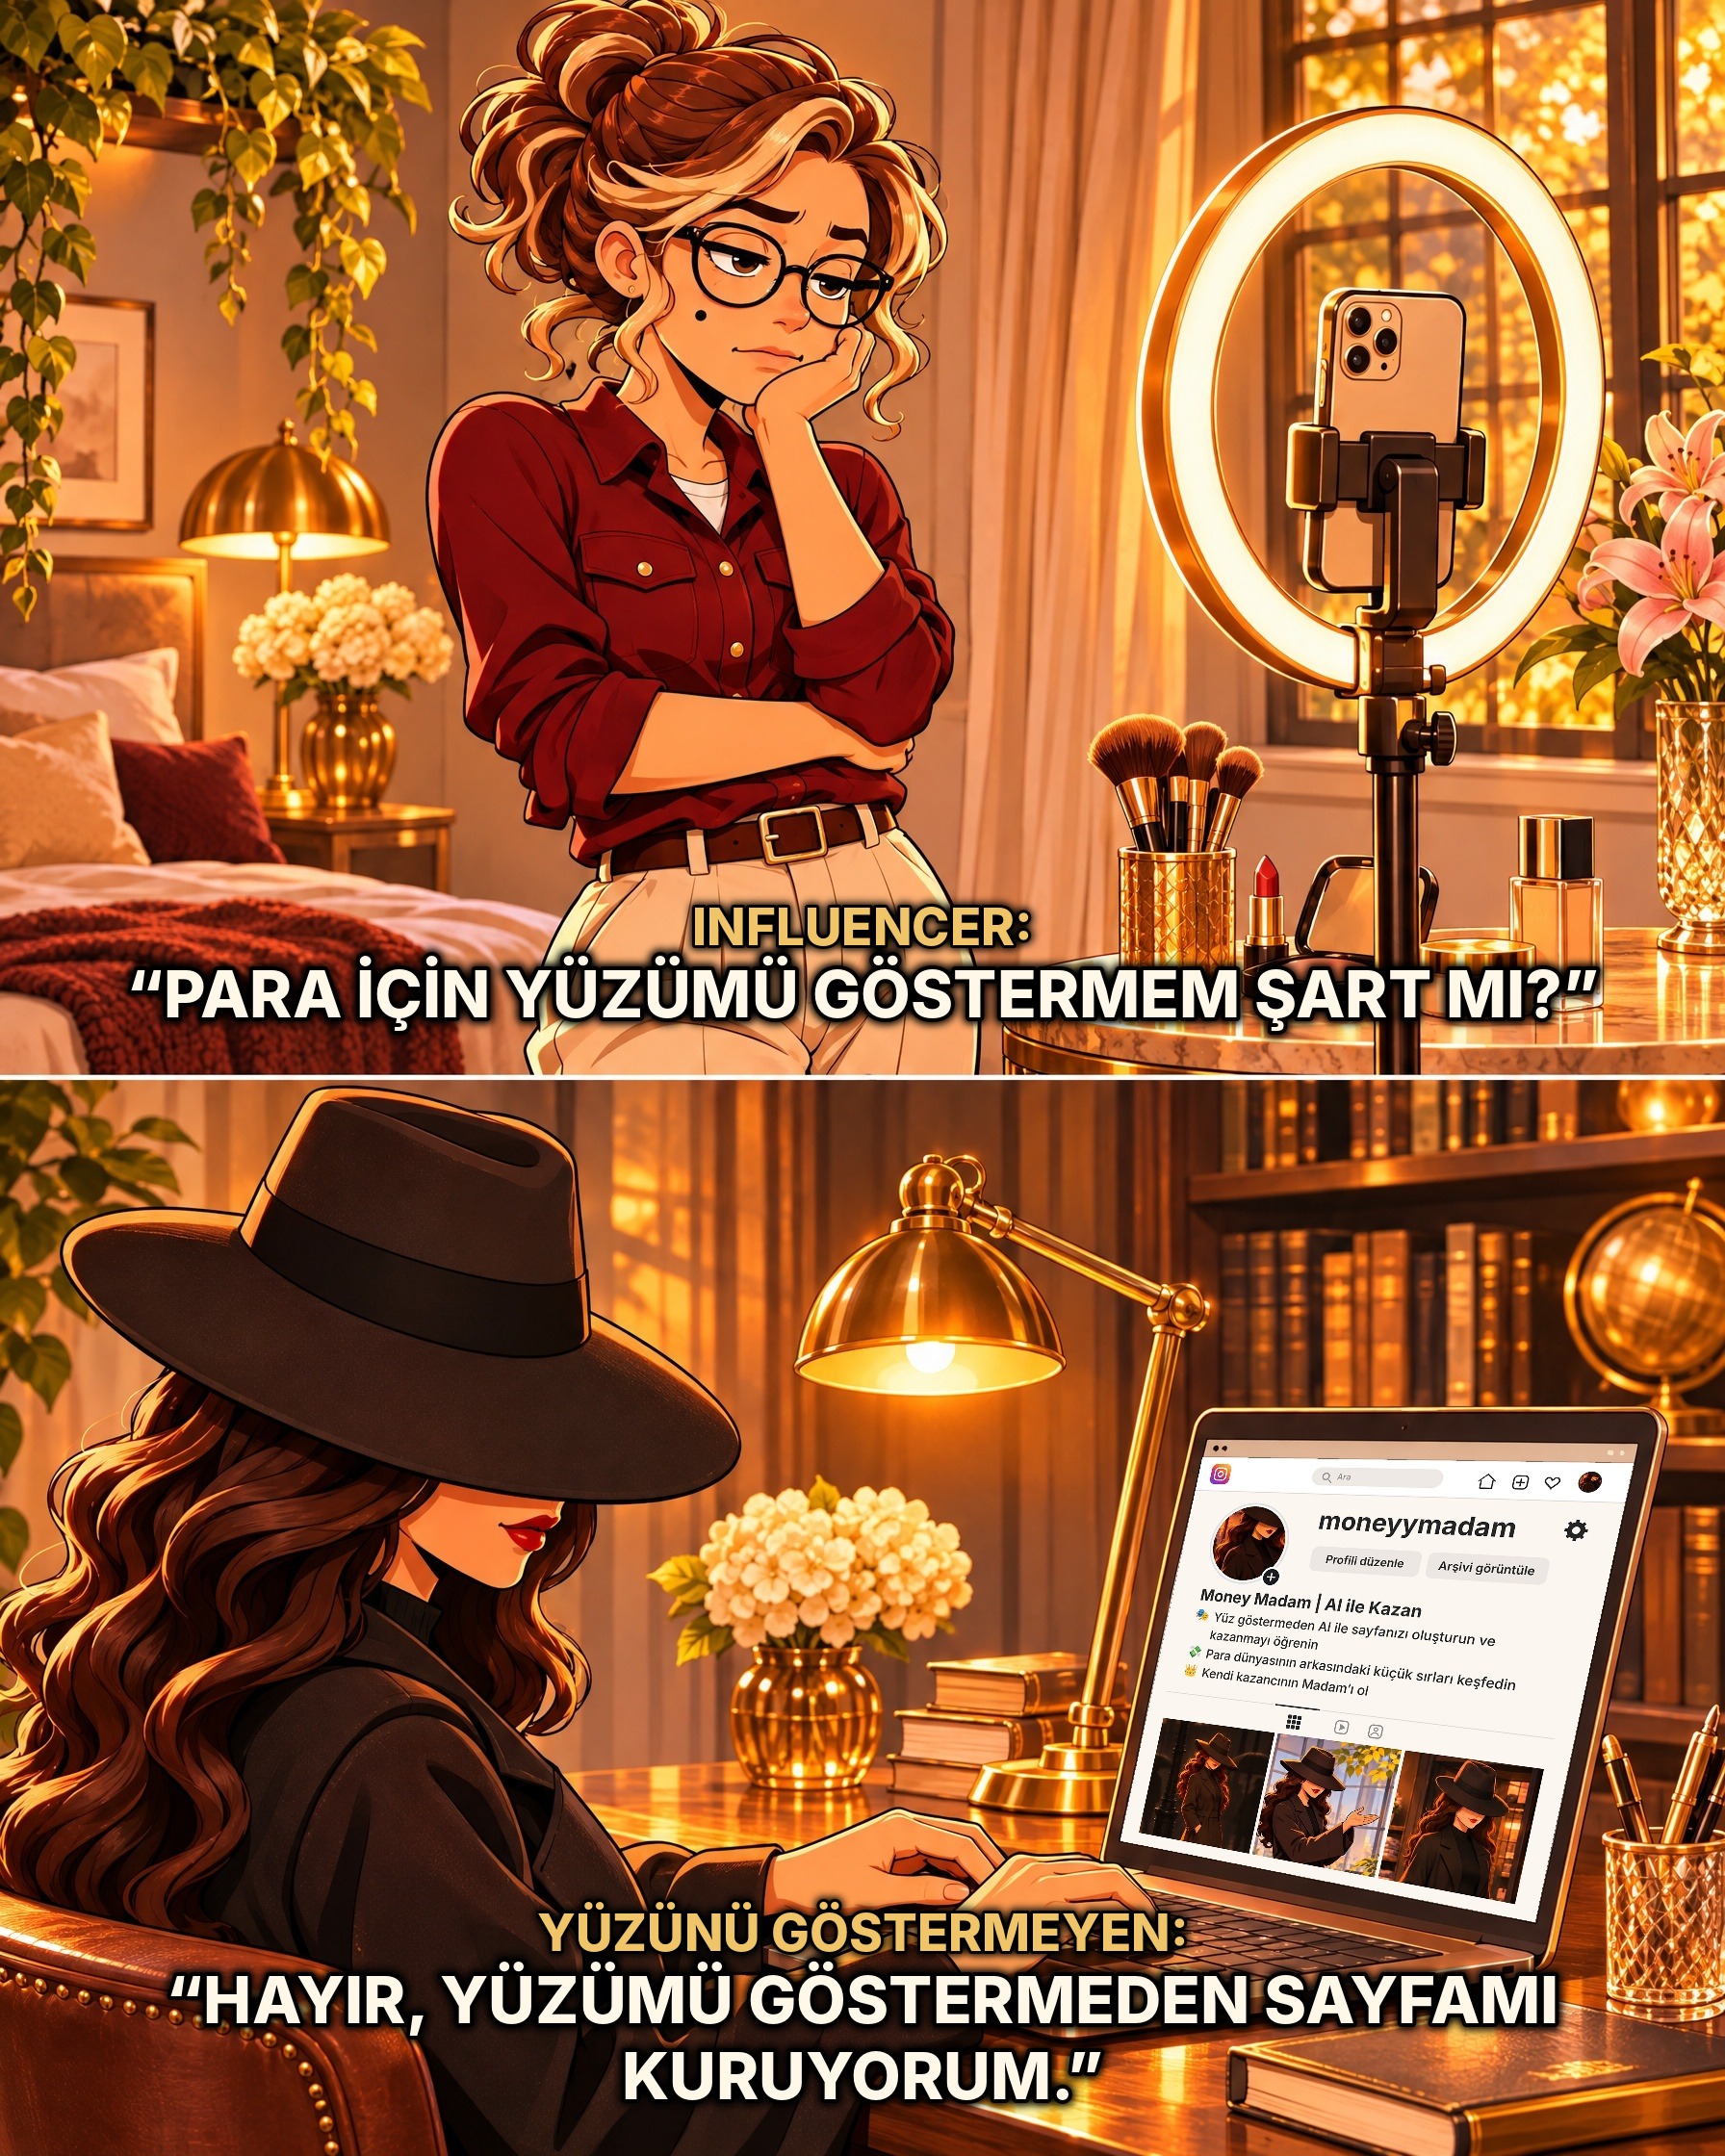 INFLUENCER:
“PARA İÇİN YÜZÜMÜ GÖSTERMEM ŞART MI?”
Ara
moneyymadam
Profili düzenle
Arşivi görüntüle
Money Madam | AI ile Kazan
🎭 Yüz göstermeden AI ile sayfanızı oluşturun ve
kazanmayı öğrenin
💸 Para dünyasının arkasındaki küçük sırları keşfedin
👑 Kendi kazancının Madam'ı ol
YÜZÜNÜ GÖSTERMEYEN:
“HAYIR, YÜZÜMÜ GÖSTERMEDEN SAYFAMI
KURUYORUM.”